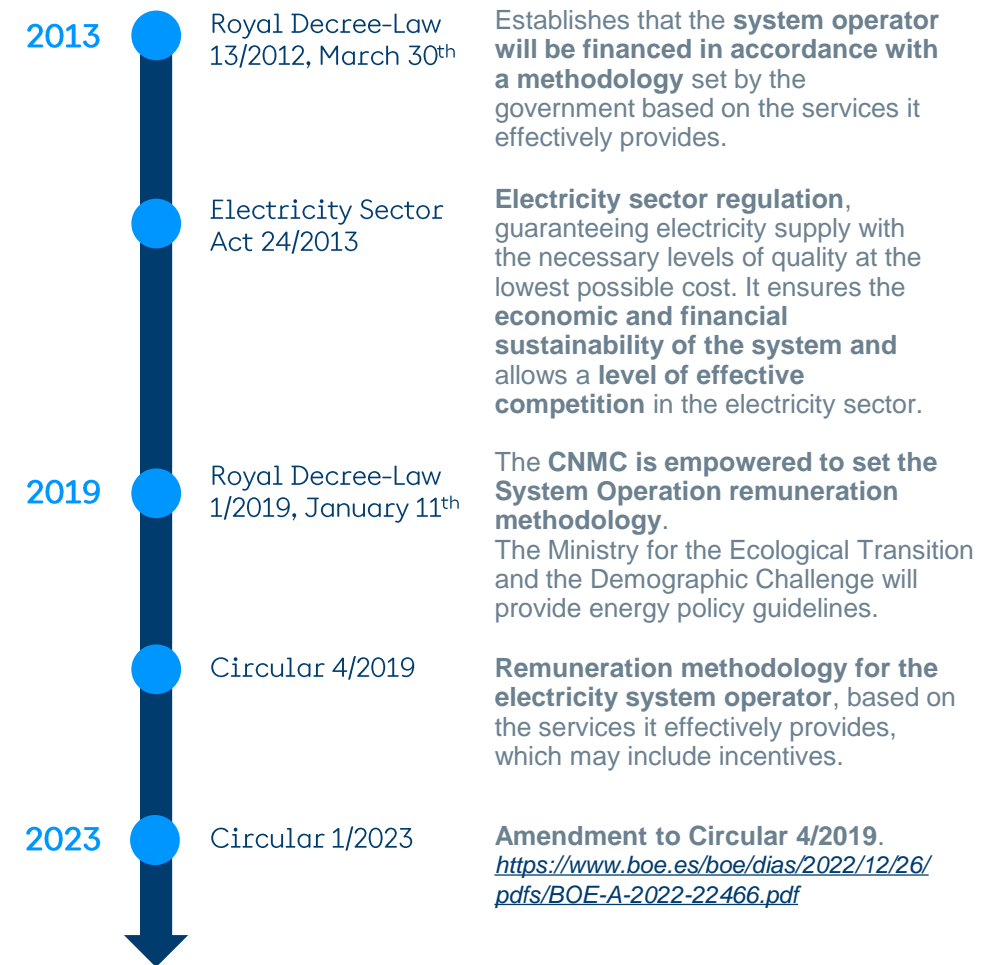 2013
Royal Decree-Law
13/2012, March 30th
Establishes that the system operator
will be financed in accordance with
a methodology set by the
government based on the services it
effectively provides.
Electricity Sector
Act 24/2013
Electricity sector regulation,
guaranteeing electricity supply with
the necessary levels of quality at the
lowest possible cost. It ensures the
economic and financial
sustainability of the system and
allows a level of effective
competition in the electricity sector.
2019
Royal Decree-Law
1/2019, January 11th
The CNMC is empowered to set the
System Operation remuneration
methodology.
The Ministry for the Ecological Transition
and the Demographic Challenge will
provide energy policy guidelines.
Circular 4/2019
Remuneration methodology for the
electricity system operator, based on
the services it effectively provides,
which may include incentives.
2023
Circular 1/2023
Amendment to Circular 4/2019.
https://www.boe.es/boe/dias/2022/12/26/
pdfs/BOE-A-2022-22466.pdf